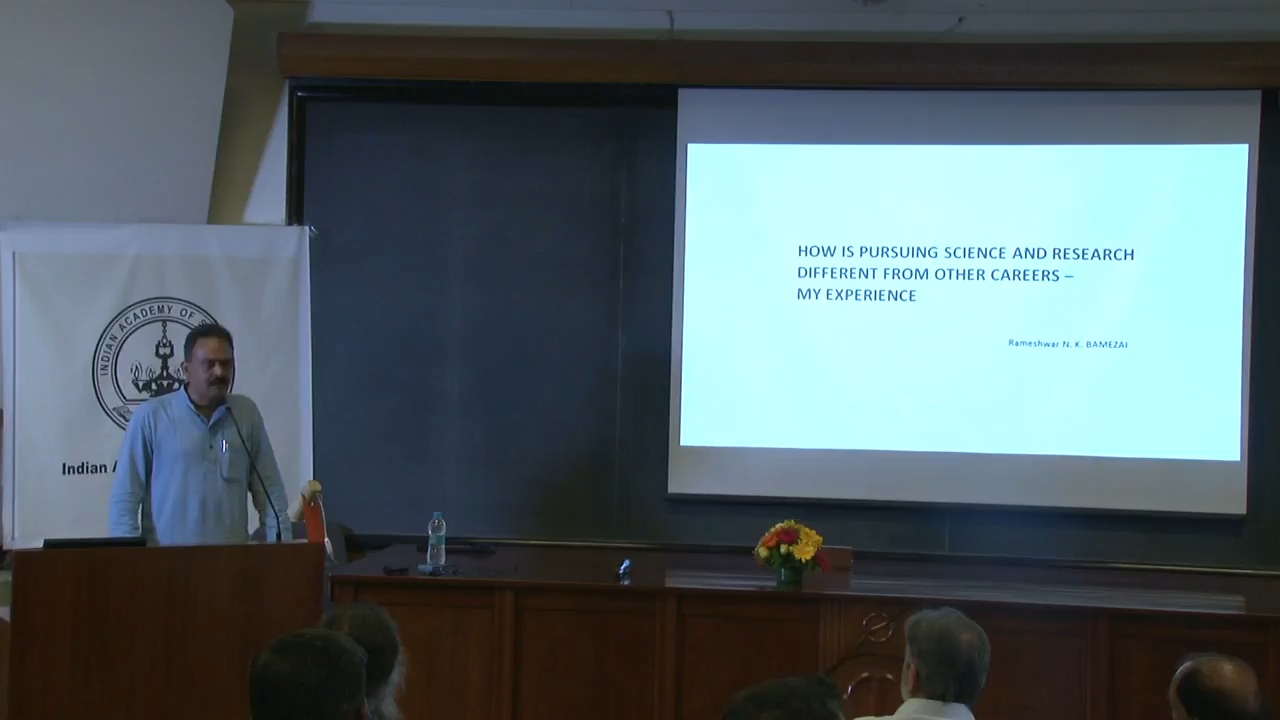 INDIAN ACADEMY OF
Indian
HOW IS PURSUING SCIENCE AND RESEARCH
DIFFERENT FROM OTHER CAREERS –
MY EXPERIENCE
Rameshwar N. K. BAMEZAI